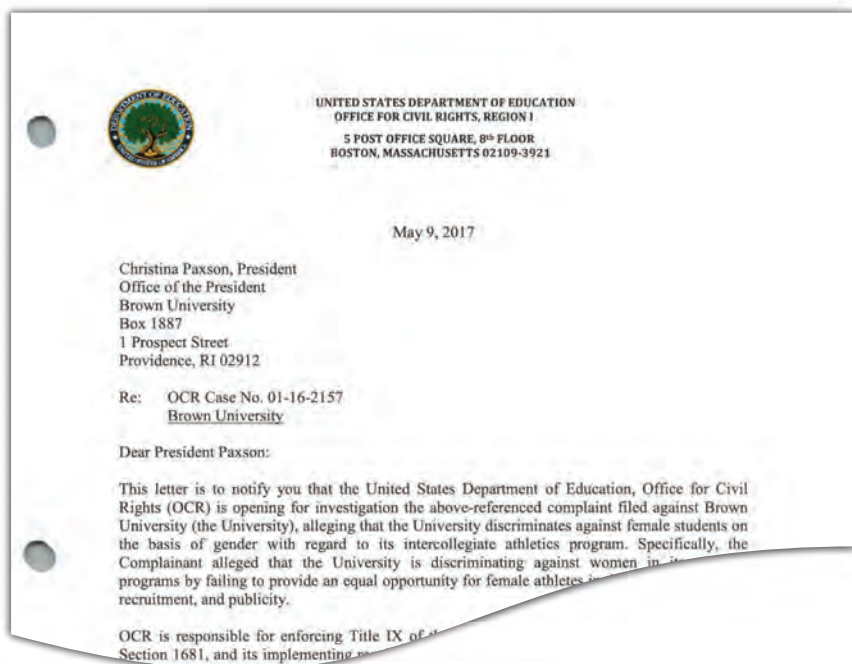 DEPARTMENT OF EDUCATION
UNITED STATES OF AMERICA
UNITED STATES DEPARTMENT OF EDUCATION
OFFICE FOR CIVIL RIGHTS, REGION I
5 POST OFFICE SQUARE, 8th FLOOR
BOSTON, MASSACHUSETTS 02109-3921
May 9, 2017
Christina Paxson, President
Office of the President
Brown University
Box 1887
1 Prospect Street
Providence, RI 02912
Re: OCR Case No. 01-16-2157
Brown University
Dear President Paxson:
This letter is to notify you that the United States Department of Education, Office for Civil
Rights (OCR) is opening for investigation the above-referenced complaint filed against Brown
University (the University), alleging that the University discriminates against female students on
the basis of gender with regard to its intercollegiate athletics program. Specifically, the
Complainant alleged that the University is discriminating against women in
programs by failing to provide an equal opportunity for female athletes
recruitment, and publicity.
OCR is responsible for enforcing Title IX of
Section 1681, and its implementing